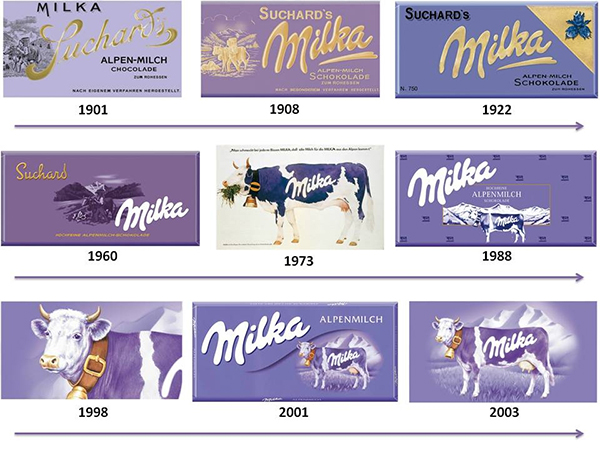 MILKA
Suchard's
ALPEN-MILCH
CHOCOLADE
ZUM ROHESSEN
NACH EIGENEM VERFAHREN HERGESTELLT
1901
SUCHARD'S
Milka
ALPEN-MILCH
SCHOKOLADE
ZUM ROHESSEN
NACH BESONDEREM VERFAHREN HERGESTELLT
1908
SUCHARD'S
Milka
ALPEN-MILCH
SCHOKOLADE
ZUM ROHESSEN
N. 750
1922
Suchard
Milka
HOCHFEINE ALPENMILCH-SCHOKOLADE
1960
Milka
1973
Milka
HOCHFEINE
ALPENMILCH
SCHOKOLADE
Milka
1988
1998
Milka
ALPENMILCH
Milka
2001
Milka
2003